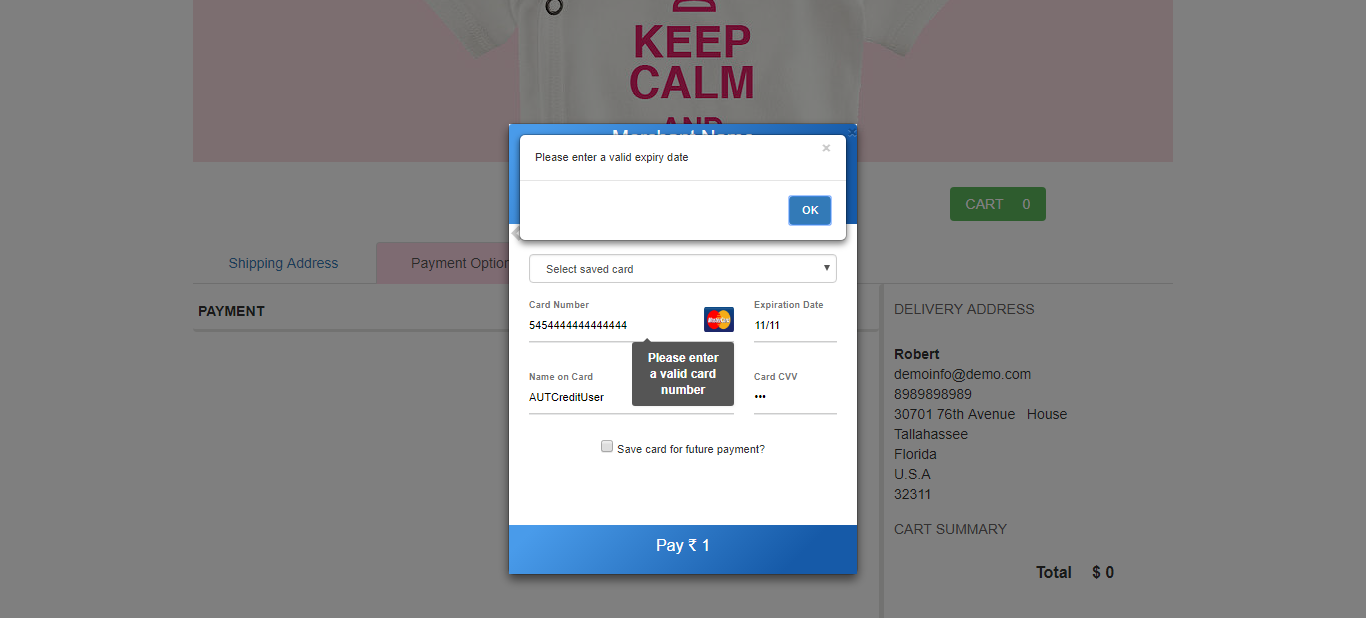 KEEP
CALM
AND
Merchant Name
×
Please enter a valid expiry date
×
OK
CART 0
Shipping Address
Payment Option
PAYMENT
Select saved card
Card Number
5454444444444444
MasterCard
Expiration Date
11/11
Please enter
a valid card
number
Name on Card
AUTCreditUser
Card CVV
•••
Save card for future payment?
Pay ₹ 1
DELIVERY ADDRESS
Robert
demoinfo@demo.com
8989898989
30701 76th Avenue House
Tallahassee
Florida
U.S.A
32311
CART SUMMARY
Total $ 0